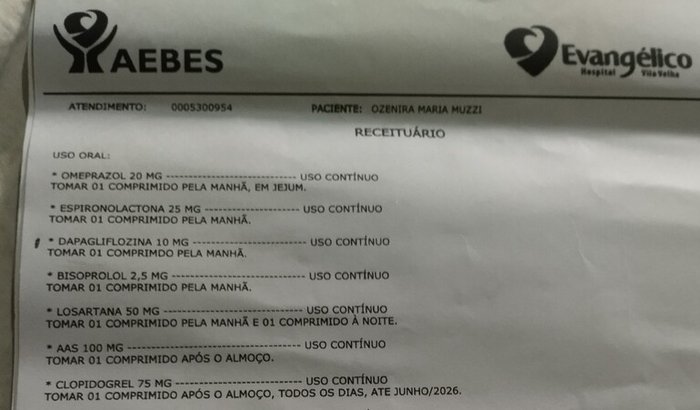 AEBES
Evangélico
Hospital Vila Velha
ATENDIMENTO: 0005300954 PACIENTE: OZENIRA MARIA MUZZI
RECEITUÁRIO
USO ORAL:
* OMEPRAZOL 20 MG ------------------------------ USO CONTÍNUO
TOMAR 01 COMPRIMIDO PELA MANHÃ, EM JEJUM.
* ESPIRONOLACTONA 25 MG ---------------------- USO CONTÍNUO
TOMAR 01 COMPRIMIDO PELA MANHÃ.
* DAPAGLIFLOZINA 10 MG -------------------------- USO CONTÍNUO
TOMAR 01 COMPRIMDO PELA MANHÃ.
* BISOPROLOL 2,5 MG ------------------------------- USO CONTÍNUO
TOMAR 01 COMPRIMIDO PELA MANHÃ.
* LOSARTANA 50 MG --------------------------------- USO CONTÍNUO
TOMAR 01 COMPRIMIDO PELA MANHÃ E 01 COMPRIMIDO À NOITE.
* AAS 100 MG ---------------------------------------- USO CONTÍNUO
TOMAR 01 COMPRIMIDO APÓS O ALMOÇO.
* CLOPIDOGREL 75 MG ------------------------------- USO CONTÍNUO
TOMAR 01 COMPRIMIDO APÓS O ALMOÇO, TODOS OS DIAS, ATE JUNHO/2026.